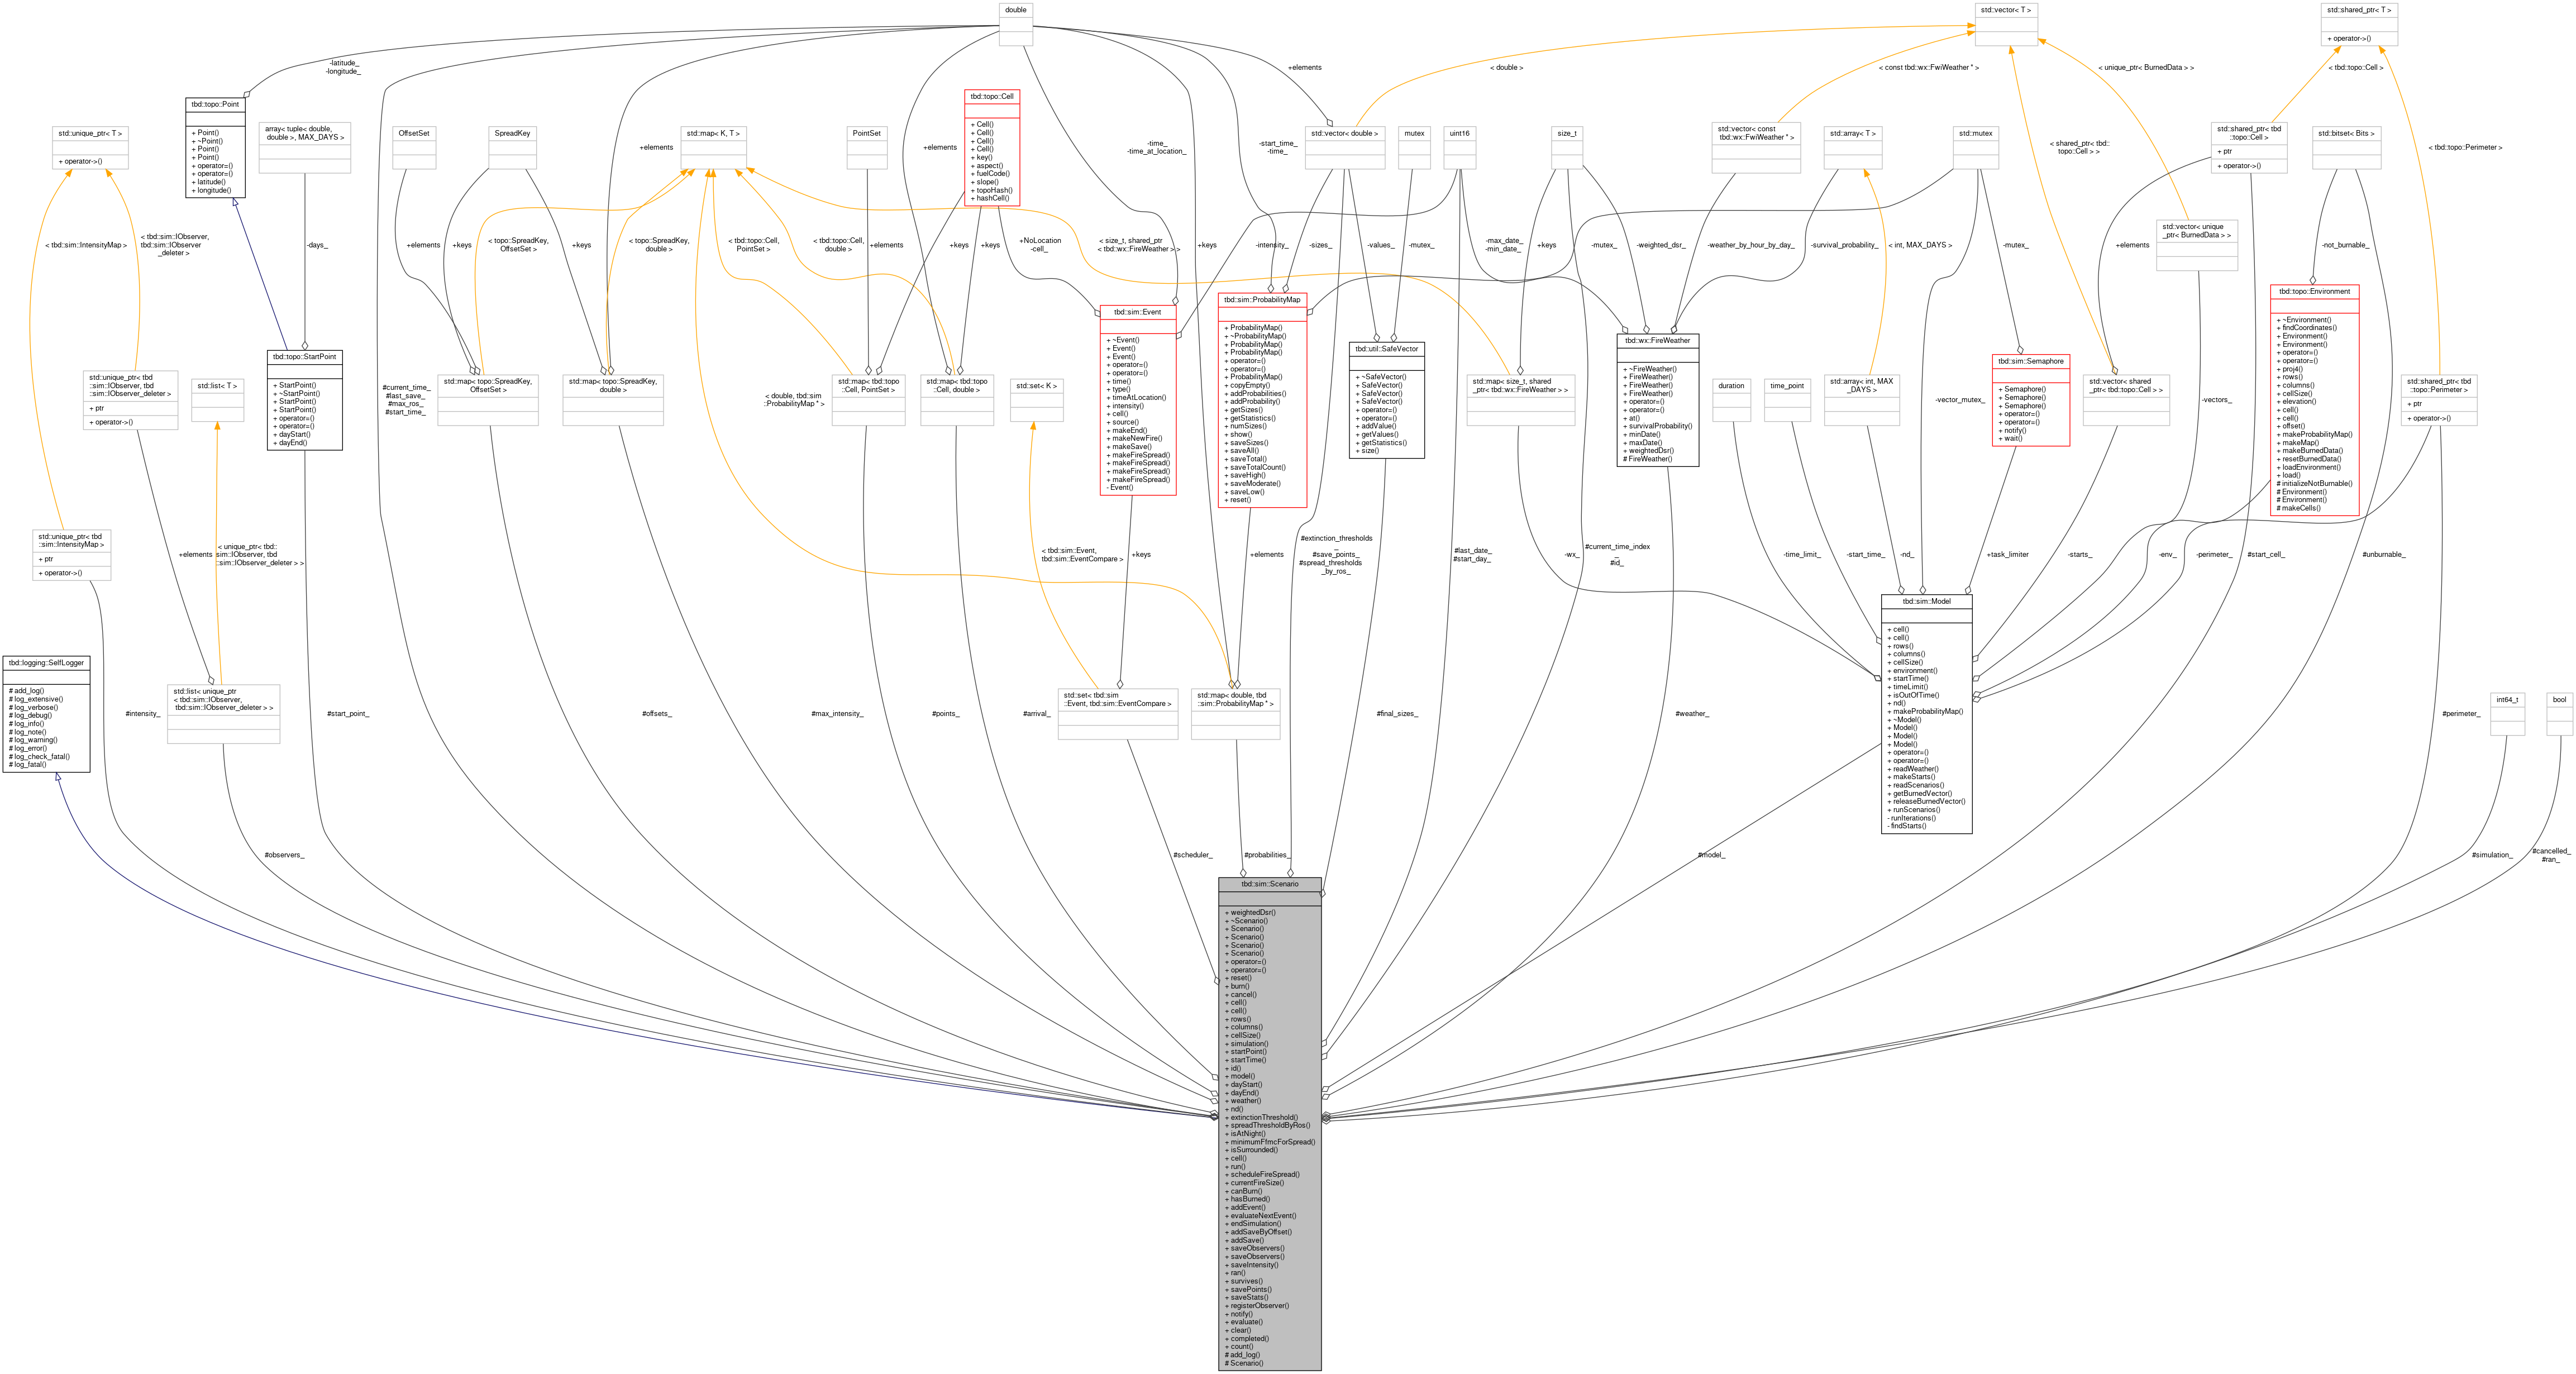 double
std::vector< T >
std::shared_ptr< T >
+ operator->()
-latitude_
-longitude_
+elements
< double >
< const tbd::wx::FwiWeather * >
< unique_ptr< BurnedData > >
< tbd::topo::Cell >
tbd::topo::Point
+ Point()
+ ~Point()
+ Point()
+ Point()
+ operator=()
+ operator=()
+ latitude()
+ longitude()
tbd::topo::Cell
+ Cell()
+ Cell()
+ Cell()
+ Cell()
+ key()
+ aspect()
+ fuelCode()
+ slope()
+ topoHash()
+ hashCell()
std::unique_ptr< T >
+ operator->()
array< tuple< double,
double >, MAX_DAYS >
OffsetSet
SpreadKey
std::map< K, T >
PointSet
std::vector< double >
mutex
uint16
size_t
std::vector< const
tbd::wx::FwiWeather * >
std::array< T >
std::mutex
std::shared_ptr< tbd
::topo::Cell >
+ ptr
+ operator->()
std::bitset< Bits >
+elements
+elements
-time_
-time_at_location_
-start_time_
-time_
< shared_ptr< tbd::
topo::Cell > >
< tbd::topo::Perimeter >
std::vector< unique
_ptr< BurnedData > >
< tbd::sim::IntensityMap >
< tbd::sim::IObserver,
tbd::sim::IObserver
_deleter >
-days_
+elements
+keys
< topo::SpreadKey,
OffsetSet >
+keys
< topo::SpreadKey,
double >
< tbd::topo::Cell,
PointSet >
< tbd::topo::Cell,
double >
+elements
+keys
+keys
+NoLocation
-cell_
< size_t, shared_ptr
< tbd::wx::FireWeather > >
+keys
-intensity_
-sizes_
-values_
-mutex_
-max_date_
-min_date_
+keys
-mutex_
-weighted_dsr_
-weather_by_hour_by_day_
-survival_probability_
< int, MAX_DAYS >
-mutex_
+elements
-not_burnable_
tbd::topo::Environment
+ ~Environment()
+ findCoordinates()
+ Environment()
+ Environment()
+ operator=()
+ operator=()
+ proj4()
+ rows()
+ columns()
+ cellSize()
+ elevation()
+ cell()
+ cell()
+ offset()
+ makeProbabilityMap()
+ makeMap()
+ makeBurnedData()
+ resetBurnedData()
+ loadEnvironment()
+ load()
# initializeNotBurnable()
# Environment()
# Environment()
# makeCells()
tbd::sim::Event
+ ~Event()
+ Event()
+ Event()
+ operator=()
+ operator=()
+ time()
+ type()
+ timeAtLocation()
+ intensity()
+ cell()
+ source()
+ makeEnd()
+ makeNewFire()
+ makeSave()
+ makeFireSpread()
+ makeFireSpread()
+ makeFireSpread()
+ makeFireSpread()
- Event()
tbd::sim::ProbabilityMap
+ ProbabilityMap()
+ ~ProbabilityMap()
+ ProbabilityMap()
+ ProbabilityMap()
+ operator=()
+ operator=()
+ ProbabilityMap()
+ copyEmpty()
+ addProbabilities()
+ addProbability()
+ getSizes()
+ getStatistics()
+ numSizes()
+ show()
+ saveSizes()
+ saveAll()
+ saveTotal()
+ saveTotalCount()
+ saveHigh()
+ saveModerate()
+ saveLow()
+ reset()
tbd::util::SafeVector
+ ~SafeVector()
+ SafeVector()
+ SafeVector()
+ SafeVector()
+ operator=()
+ operator=()
+ addValue()
+ getValues()
+ getStatistics()
+ size()
tbd::wx::FireWeather
+ ~FireWeather()
+ FireWeather()
+ FireWeather()
+ FireWeather()
+ operator=()
+ operator=()
+ at()
+ survivalProbability()
+ minDate()
+ maxDate()
+ weightedDsr()
# FireWeather()
tbd::topo::StartPoint
+ StartPoint()
+ ~StartPoint()
+ StartPoint()
+ StartPoint()
+ operator=()
+ operator=()
+ dayStart()
+ dayEnd()
tbd::sim::Semaphore
+ Semaphore()
+ Semaphore()
+ Semaphore()
+ operator=()
+ operator=()
+ notify()
+ wait()
std::unique_ptr< tbd
::sim::IObserver, tbd
::sim::IObserver_deleter >
+ ptr
+ operator->()
std::list< T >
#current_time_
#last_save_
#max_ros_
#start_time_
std::map< topo::SpreadKey,
OffsetSet >
std::map< topo::SpreadKey,
double >
< double, tbd::sim
::ProbabilityMap * >
std::map< tbd::topo
::Cell, PointSet >
std::map< tbd::topo
::Cell, double >
std::set< K >
std::map< size_t, shared
_ptr< tbd::wx::FireWeather > >
duration
time_point
std::array< int, MAX
_DAYS >
-vector_mutex_
std::vector< shared
_ptr< tbd::topo::Cell > >
-vectors_
std::shared_ptr< tbd
::topo::Perimeter >
+ ptr
+ operator->()
std::unique_ptr< tbd
::sim::IntensityMap >
+ ptr
+ operator->()
+elements
< unique_ptr< tbd::
sim::IObserver, tbd
::sim::IObserver_deleter > >
< tbd::sim::Event,
tbd::sim::EventCompare >
+keys
+elements
#extinction_thresholds
_
#save_points_
#spread_thresholds
_by_ros_
#last_date_
#start_day_
-wx_
#current_time_index
_
#id_
-time_limit_
-start_time_
-nd_
+task_limiter
-starts_
-env_
-perimeter_
#start_cell_
#unburnable_
tbd::sim::Model
+ cell()
+ cell()
+ rows()
+ columns()
+ cellSize()
+ environment()
+ startTime()
+ timeLimit()
+ isOutOfTime()
+ nd()
+ makeProbabilityMap()
+ ~Model()
+ Model()
+ Model()
+ Model()
+ operator=()
+ operator=()
+ readWeather()
+ makeStarts()
+ readScenarios()
+ getBurnedVector()
+ releaseBurnedVector()
+ runScenarios()
- runIterations()
- findStarts()
tbd::logging::SelfLogger
# add_log()
# log_extensive()
# log_verbose()
# log_debug()
# log_info()
# log_note()
# log_warning()
# log_error()
# log_check_fatal()
# log_fatal()
#intensity_
std::list< unique_ptr
< tbd::sim::IObserver,
tbd::sim::IObserver_deleter > >
#start_point_
#offsets_
#max_intensity_
#points_
#arrival_
std::set< tbd::sim
::Event, tbd::sim::EventCompare >
std::map< double, tbd
::sim::ProbabilityMap * >
#final_sizes_
#weather_
#perimeter_
int64_t
bool
#observers_
#scheduler_
#probabilities_
#model_
#simulation_
#cancelled_
#ran_
tbd::sim::Scenario
+ weightedDsr()
+ ~Scenario()
+ Scenario()
+ Scenario()
+ Scenario()
+ Scenario()
+ operator=()
+ operator=()
+ reset()
+ burn()
+ cancel()
+ cell()
+ cell()
+ rows()
+ columns()
+ cellSize()
+ simulation()
+ startPoint()
+ startTime()
+ id()
+ model()
+ dayStart()
+ dayEnd()
+ weather()
+ nd()
+ extinctionThreshold()
+ spreadThresholdByRos()
+ isAtNight()
+ minimumFfmcForSpread()
+ isSurrounded()
+ cell()
+ run()
+ scheduleFireSpread()
+ currentFireSize()
+ canBurn()
+ hasBurned()
+ addEvent()
+ evaluateNextEvent()
+ endSimulation()
+ addSaveByOffset()
+ addSave()
+ saveObservers()
+ saveObservers()
+ saveIntensity()
+ ran()
+ survives()
+ savePoints()
+ saveStats()
+ registerObserver()
+ notify()
+ evaluate()
+ clear()
+ completed()
+ count()
# add_log()
# Scenario()